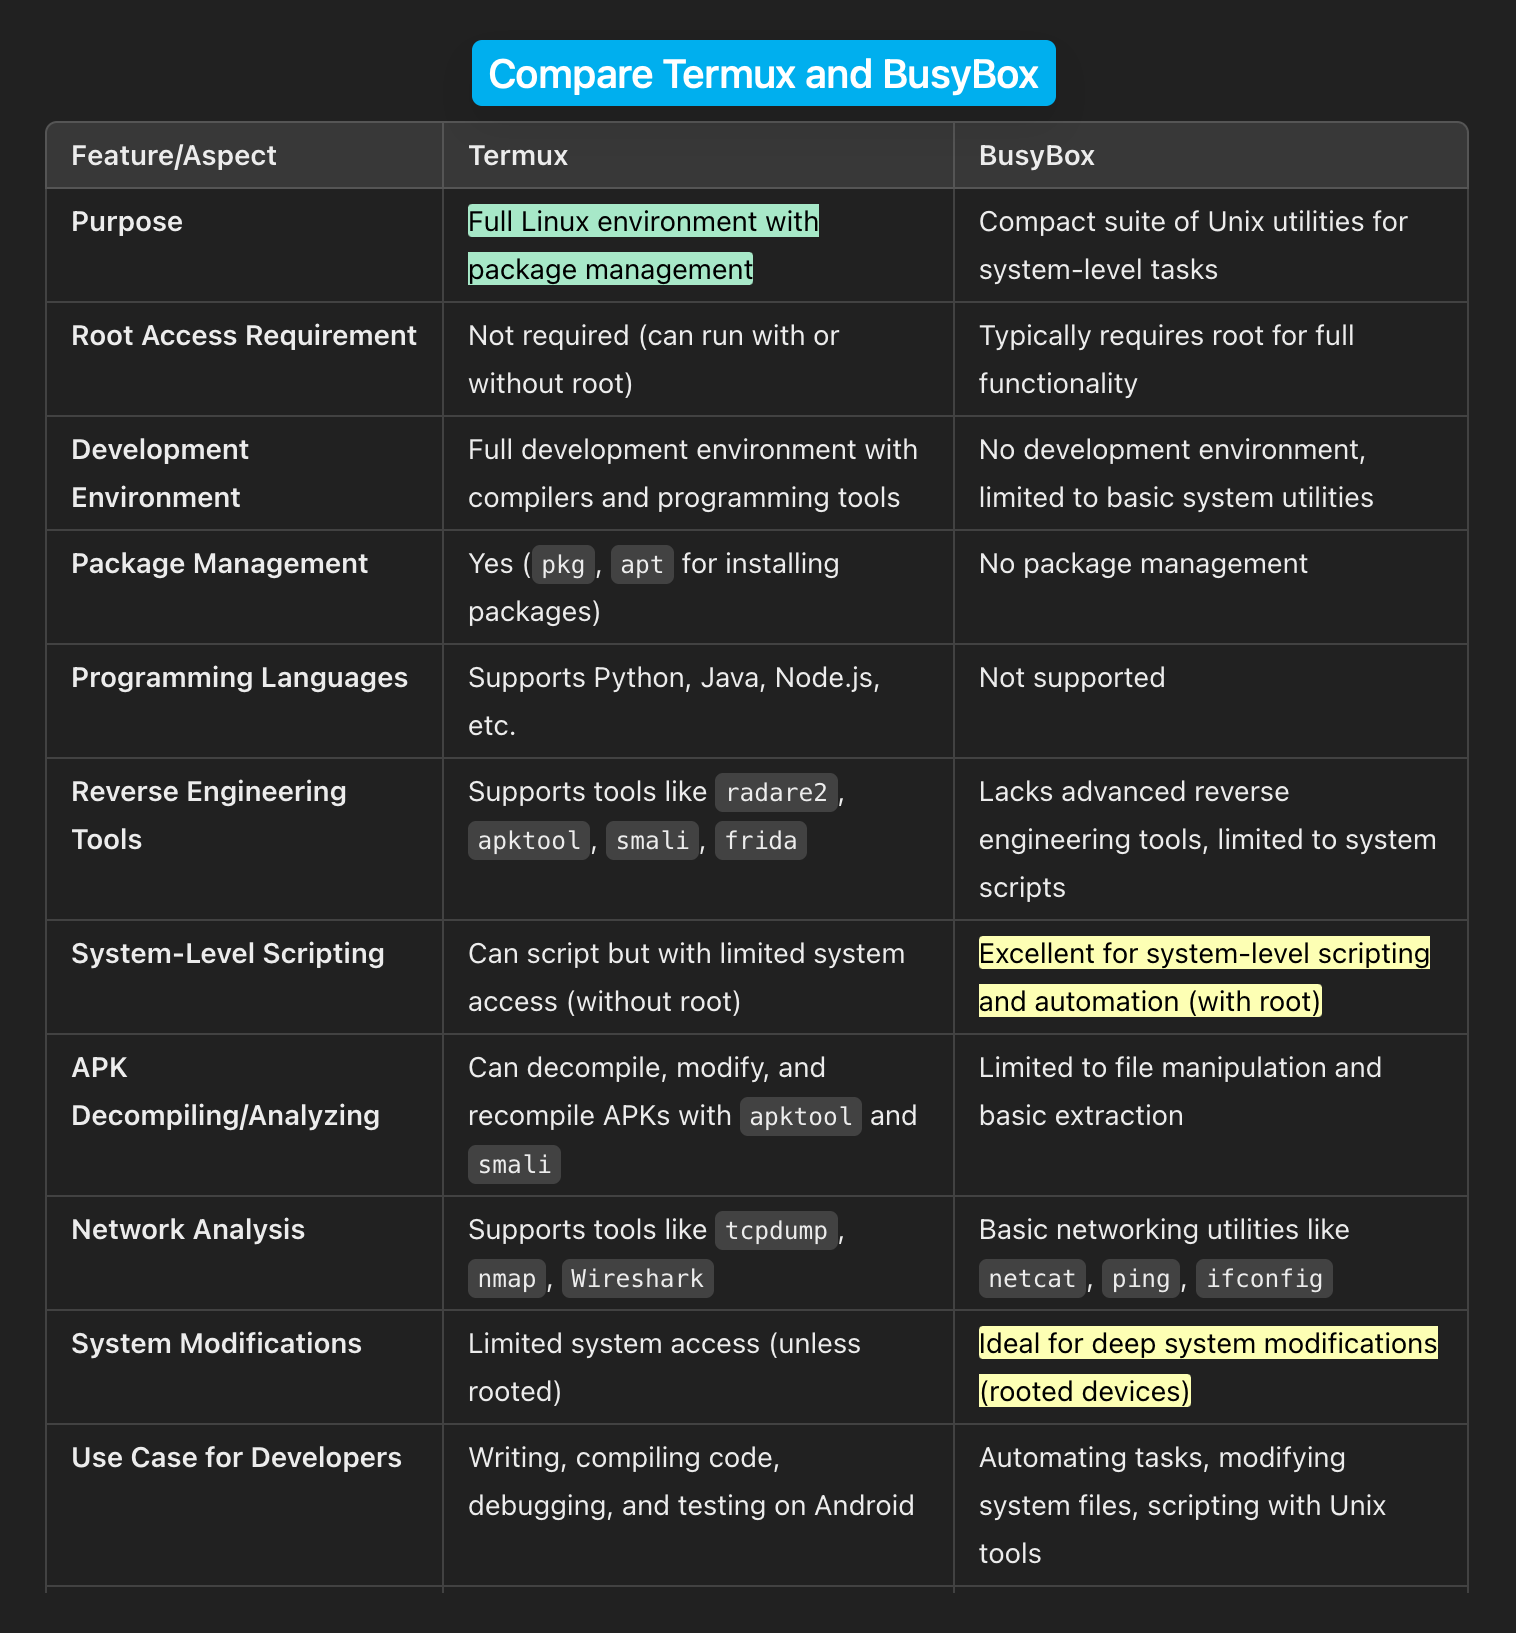 Compare Termux and BusyBox
Feature/Aspect
Termux
BusyBox
Purpose
Full Linux environment with
package management
Compact suite of Unix utilities for
system-level tasks
Root Access Requirement
Not required (can run with or
without root)
Typically requires root for full
functionality
Development
Environment
Full development environment with
compilers and programming tools
No development environment,
limited to basic system utilities
Package Management
Yes (pkg, apt for installing
packages)
No package management
Programming Languages
Supports Python, Java, Node.js,
etc.
Not supported
Reverse Engineering
Tools
Supports tools like radare2,
apktool, smali, frida
Lacks advanced reverse
engineering tools, limited to system
scripts
System-Level Scripting
Can script but with limited system
access (without root)
Excellent for system-level scripting
and automation (with root)
APK
Decompiling/Analyzing
Can decompile, modify, and
recompile APKs with apktool and
smali
Limited to file manipulation and
basic extraction
Network Analysis
Supports tools like tcpdump,
nmap, Wireshark
Basic networking utilities like
netcat, ping, ifconfig
System Modifications
Limited system access (unless
rooted)
Ideal for deep system modifications
(rooted devices)
Use Case for Developers
Writing, compiling code,
debugging, and testing on Android
Automating tasks, modifying
system files, scripting with Unix
tools